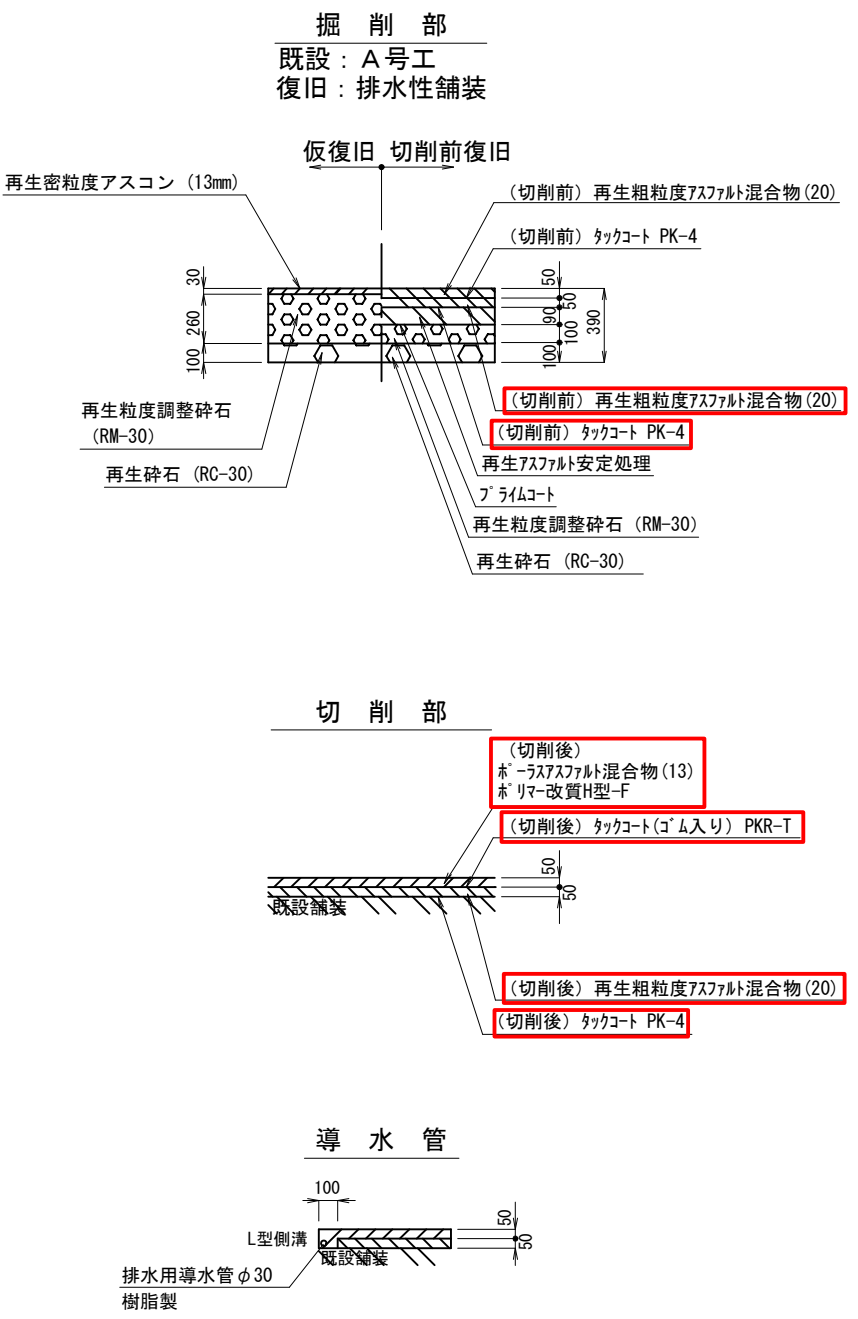 掘削部
既設：A号工
復旧：排水性舗装
仮復旧 切削前復旧
再生密粒度アスコン (13mm)
(切削前) 再生粗粒度ｱｽﾌｧﾙﾄ混合物(20)
(切削前) ﾀｯｸｺｰﾄ PK-4
30
260
100
50
50
90
100
100
390
(切削前) 再生粗粒度ｱｽﾌｧﾙﾄ混合物(20)
(切削前) ﾀｯｸｺｰﾄ PK-4
再生ｱｽﾌｧﾙﾄ安定処理
ﾌﾟﾗｲﾑｺｰﾄ
再生粒度調整砕石 (RM-30)
再生砕石 (RC-30)
再生粒度調整砕石
(RM-30)
再生砕石 (RC-30)
切削部
(切削後)
ﾎﾟｰﾗｽｱｽﾌｧﾙﾄ混合物(13)
ﾎﾟﾘﾏｰ改質H型-F
(切削後) ﾀｯｸｺｰﾄ(ｺﾞﾑ入り) PKR-T
50
50
既設舗装
(切削後) 再生粗粒度ｱｽﾌｧﾙﾄ混合物(20)
(切削後) ﾀｯｸｺｰﾄ PK-4
導水管
100
50
50
L型側溝
既設舗装
排水用導水管φ30
樹脂製